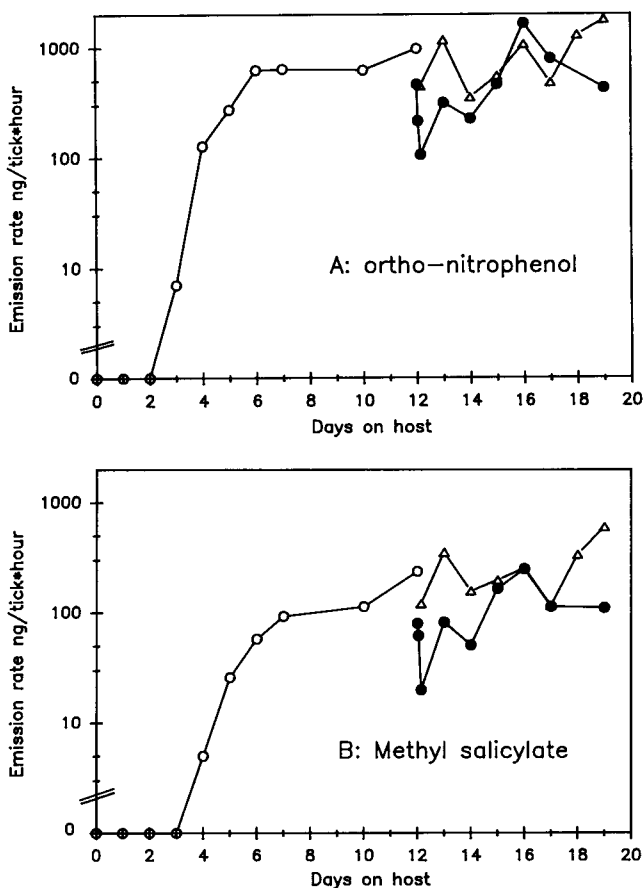 1000
100
10
0
Emission rate ng/tick*hour
A: ortho-nitrophenol
0 2 4 6 8 10 12 14 16 18 20
Days on host
1000
100
10
0
Emission rate ng/tick*hour
B: Methyl salicylate
0 2 4 6 8 10 12 14 16 18 20
Days on host